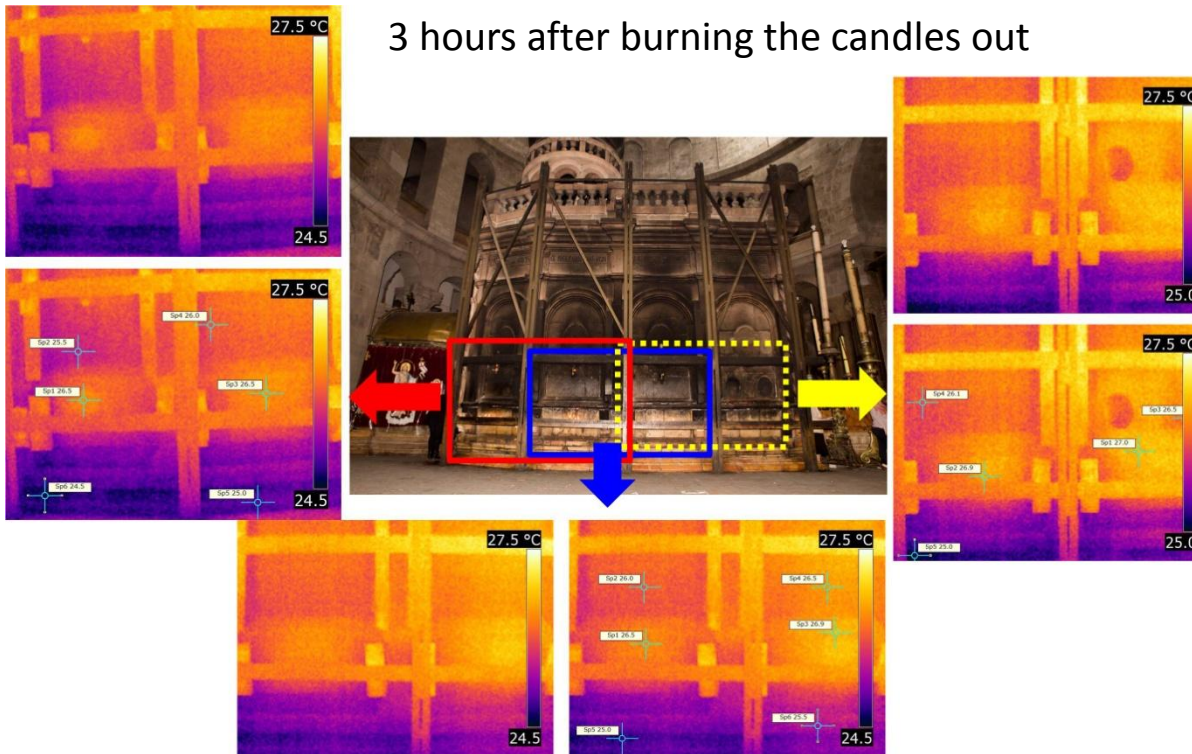 3 hours after burning the candles out
27.5 °C
24.5
27.5 °C
Sp4 26.0
Sp2 25.5
Sp1 26.5
Sp3 26.5
Sp6 24.5
Sp5 25.0
24.5
27.5 °C
25.0
27.5 °C
Sp4 26.1
Sp3 26.5
Sp1 27.0
Sp2 26.9
Sp5 25.0
25.0
27.5 °C
24.5
27.5 °C
Sp2 26.0
Sp4 26.5
Sp3 26.9
Sp1 26.5
Sp6 25.5
Sp5 25.0
24.5